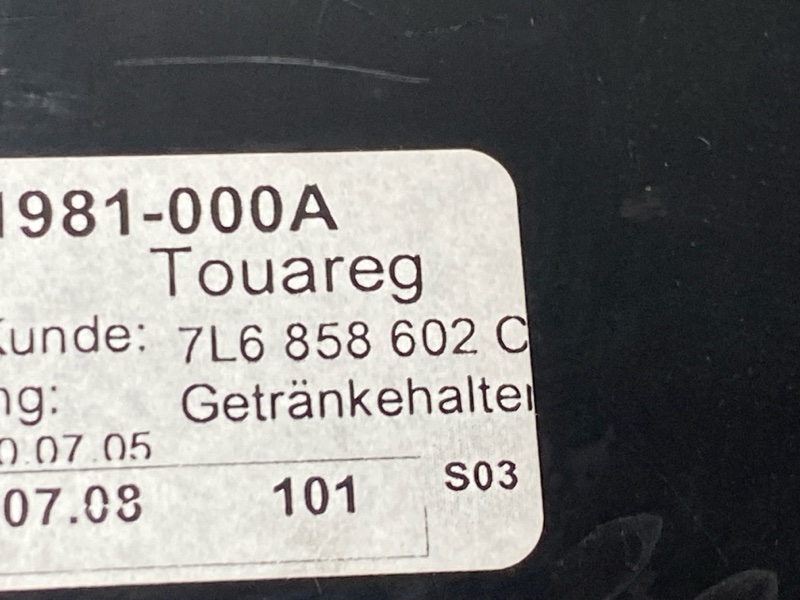 1981-000A
Touareg
Kunde: 7L6 858 602 C
ng: Getränkehalter
0.07.05
07.08 101 S03